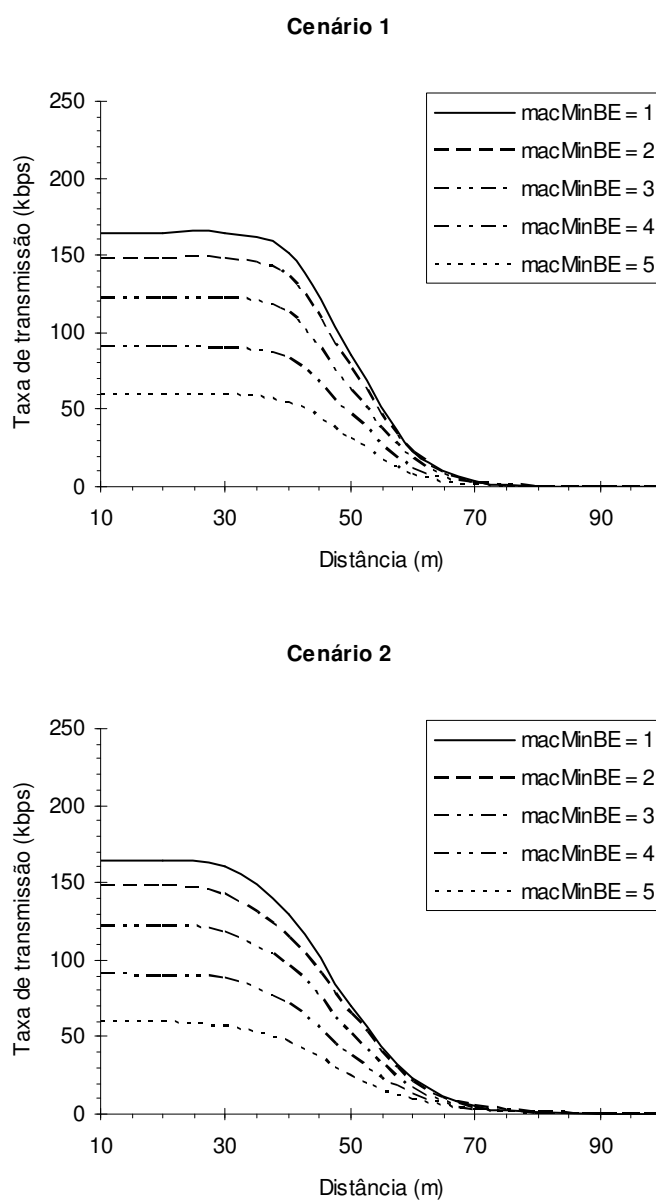 Cenário 1
250
200
150
100
50
0
Taxa de transmissão (kbps)
10 30 50 70 90
Distância (m)
macMinBE = 1
macMinBE = 2
macMinBE = 3
macMinBE = 4
macMinBE = 5
Cenário 2
250
200
150
100
50
0
Taxa de transmissão (kbps)
10 30 50 70 90
Distância (m)
macMinBE = 1
macMinBE = 2
macMinBE = 3
macMinBE = 4
macMinBE = 5